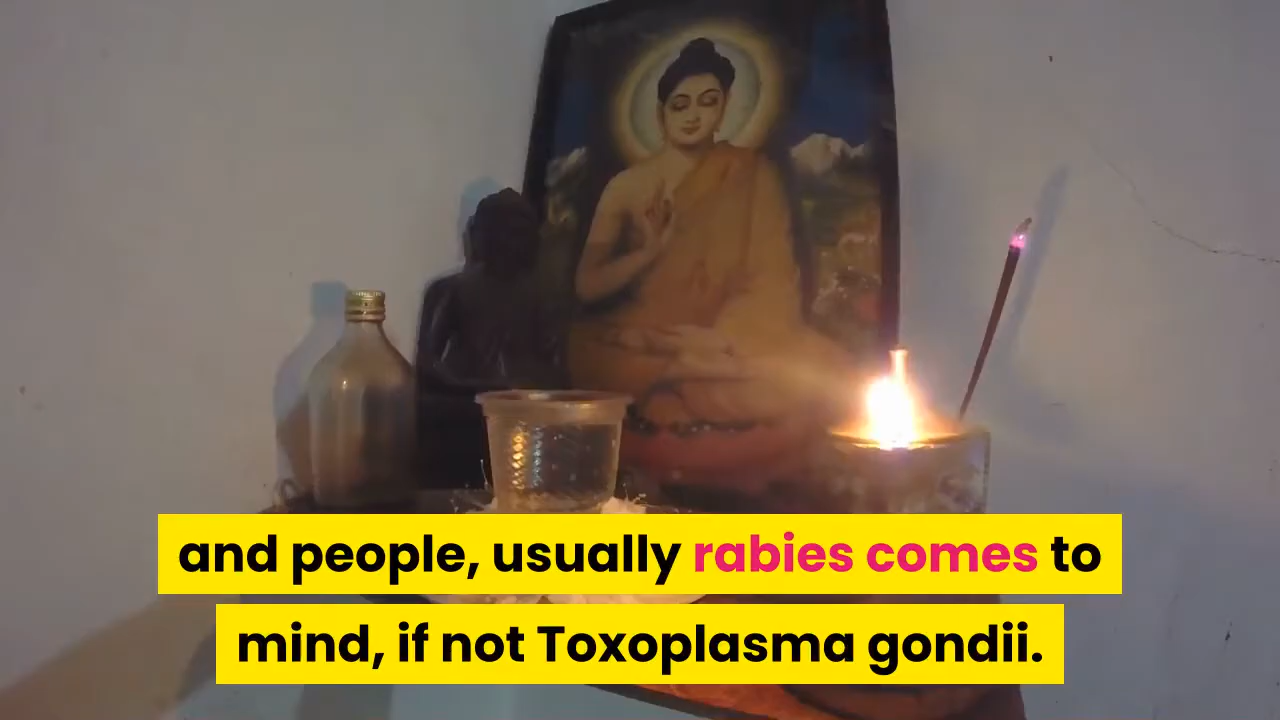 and people, usually rabies comes to
mind, if not Toxoplasma gondii.